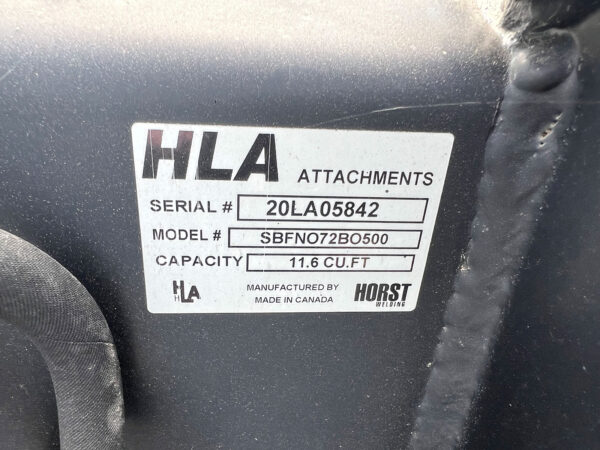 HLA ATTACHMENTS
SERIAL # 20LA05842
MODEL # SBFNO72BO500
CAPACITY 11.6 CU.FT
HLA MANUFACTURED BY HORST
MADE IN CANADA WELDING